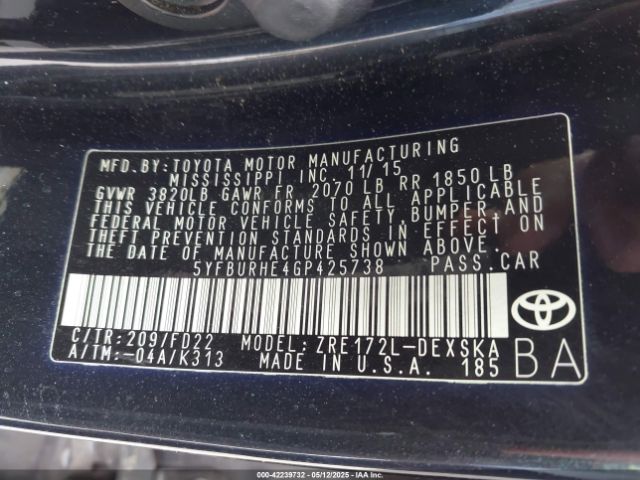 MFD.BY:TOYOTA MOTOR MANUFACTURING
MISSISSIPPI INC. 11/15
GVWR 3820LB GAWR FR 2070 LB RR 1850 LB
THIS VEHICLE CONFORMS TO ALL APPLICABLE
FEDERAL MOTOR VEHICLE SAFETY,BUMPER,AND
THEFT PREVENTION STANDARDS IN EFFECT ON
THE DATE OF MANUFACTURE SHOWN ABOVE.
5YFBURHE4GP425738 PASS.CAR
C/TR:209/FD22 MODEL:ZRE172L-DEXSKA
A/TM:-04A/K313 MADE IN U.S.A. 185
BA
000-42239732 - 05/12/2025 - IAAI.COM